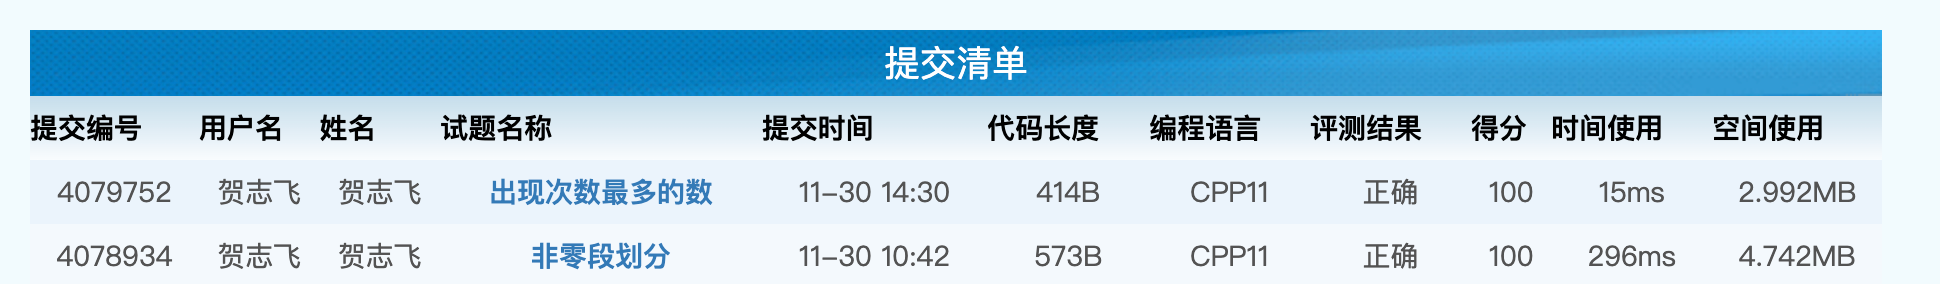 提交清单
提交编号 用户名 姓名 试题名称 提交时间 代码长度 编程语言 评测结果 得分 时间使用 空间使用
4079752 贺志飞 贺志飞 出现次数最多的数 11-30 14:30 414B CPP11 正确 100 15ms 2.992MB
4078934 贺志飞 贺志飞 非零段划分 11-30 10:42 573B CPP11 正确 100 296ms 4.742MB